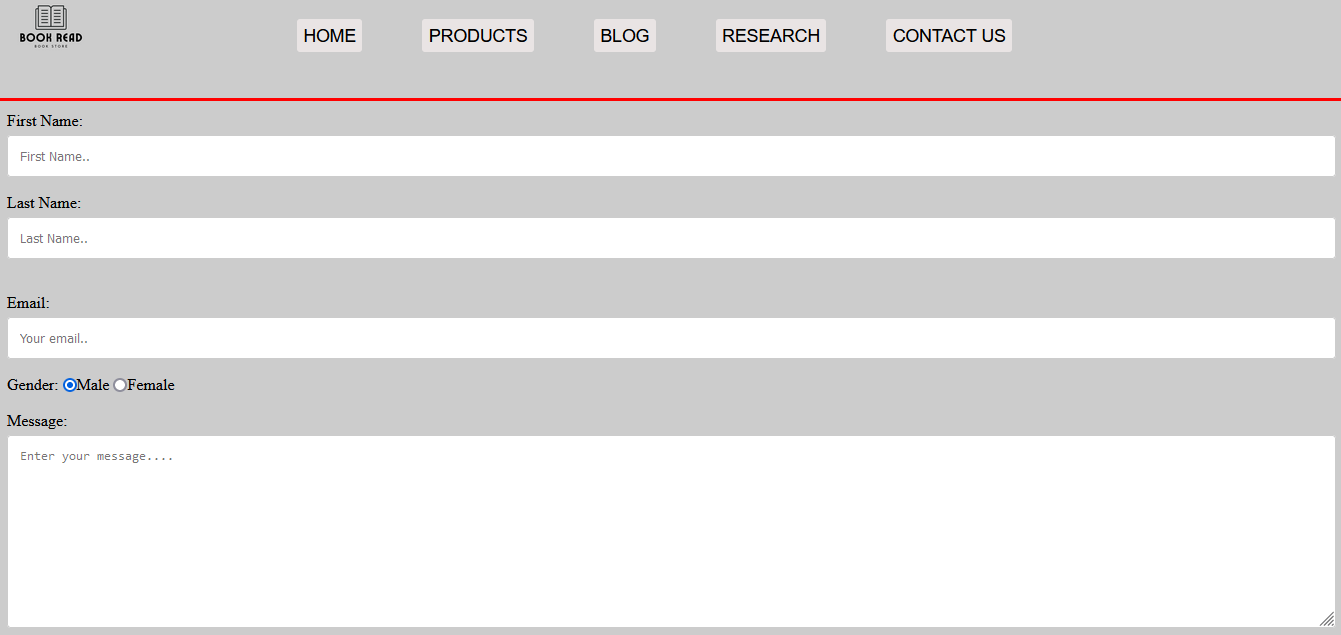 BOOK READ
BOOK STORE
HOME PRODUCTS BLOG RESEARCH CONTACT US
First Name:
First Name..
Last Name:
Last Name..
Email:
Your email..
Gender: Male Female
Message:
Enter your message....